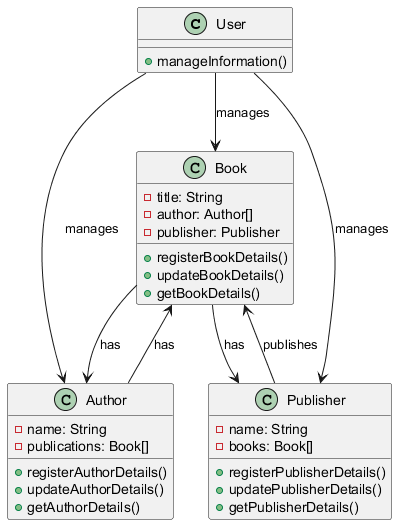 C User
manageInformation()
manages
C Book
title: String
author: Author[]
publisher: Publisher
registerBookDetails()
updateBookDetails()
getBookDetails()
manages
manages
has
has
has
publishes
C Author
name: String
publications: Book[]
registerAuthorDetails()
updateAuthorDetails()
getAuthorDetails()
C Publisher
name: String
books: Book[]
registerPublisherDetails()
updatePublisherDetails()
getPublisherDetails()